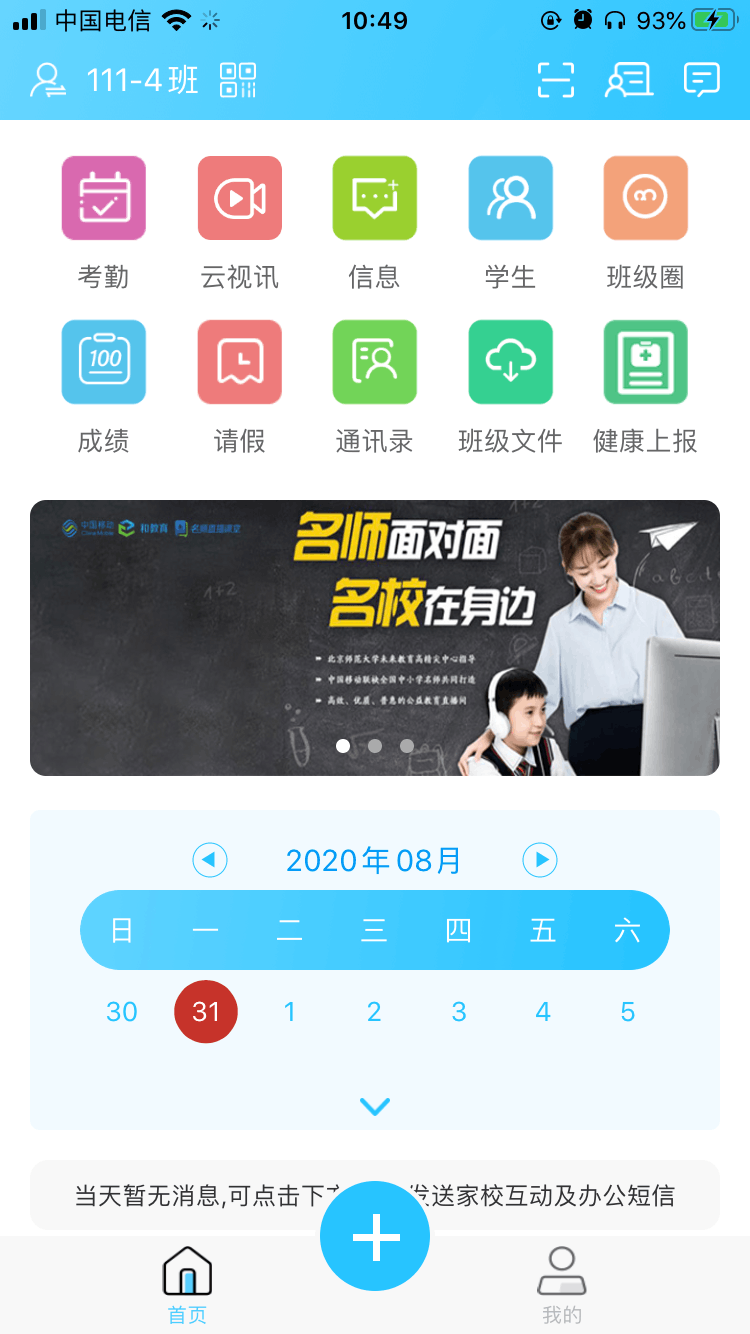 中国电信 10:49 93%
111-4班
考勤 云视讯 信息 学生 班级圈
100
成绩 请假 通讯录 班级文件 健康上报
中国移动 China Mobile 和教育 名师直播课堂
名师面对面
名校在身边
1+2
北京师范大学未来教育高精尖中心指导
中国移动联袂全国中小学名师共同打造
高效、优质、普惠的公益教育直播间
2020年08月
日 一 二 三 四 五 六
30 31 1 2 3 4 5
当天暂无消息,可点击下 发送家校互动及办公短信
首页 我的